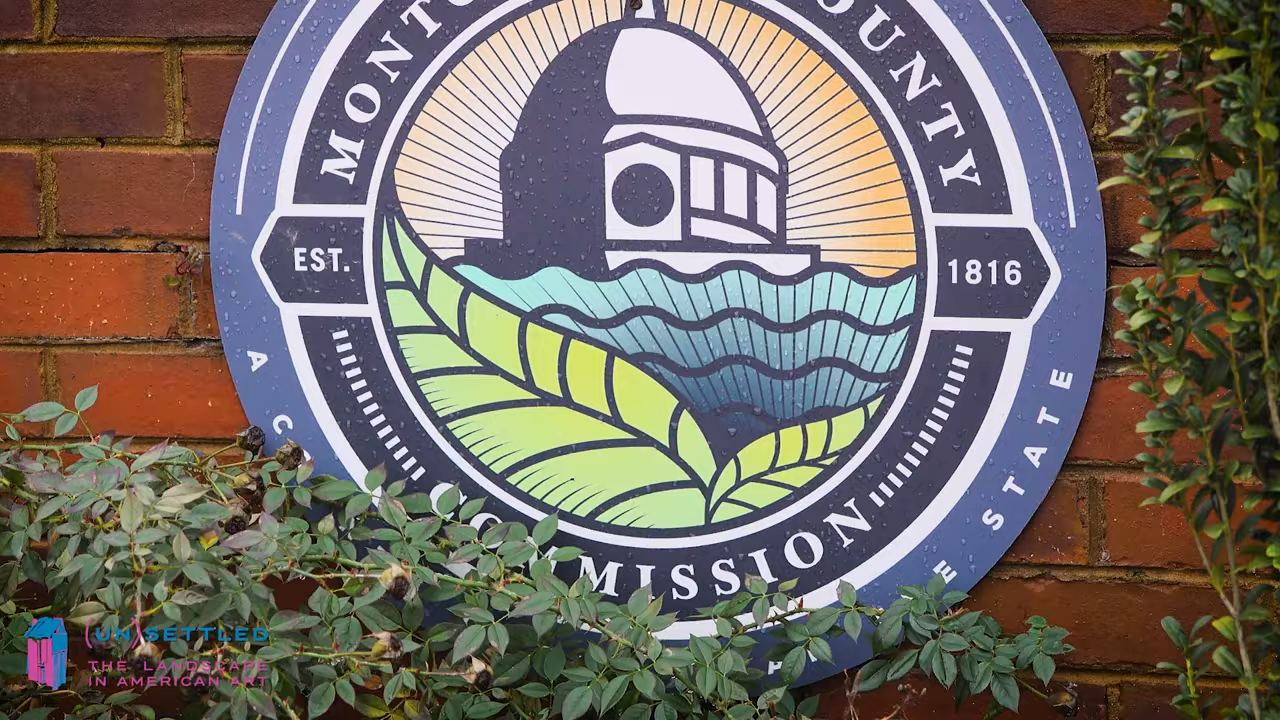 MONT
OUNTY
EST.
1816
COMMISSION
A C
E STATE
(UN)SETTLED
THE LANDSCAPE
IN AMERICAN ART